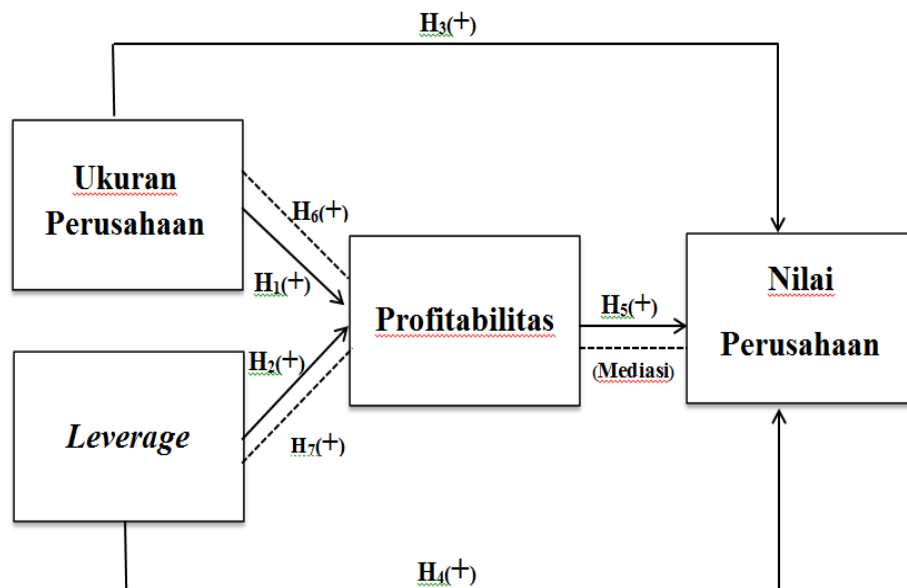 H₃(+)
Ukuran
Perusahaan
H₆(+)
H₁(+)
Profitabilitas
H₅(+)
(Mediasi)
Nilai
Perusahaan
H₂(+)
Leverage
H₇(+)
H₄(+)